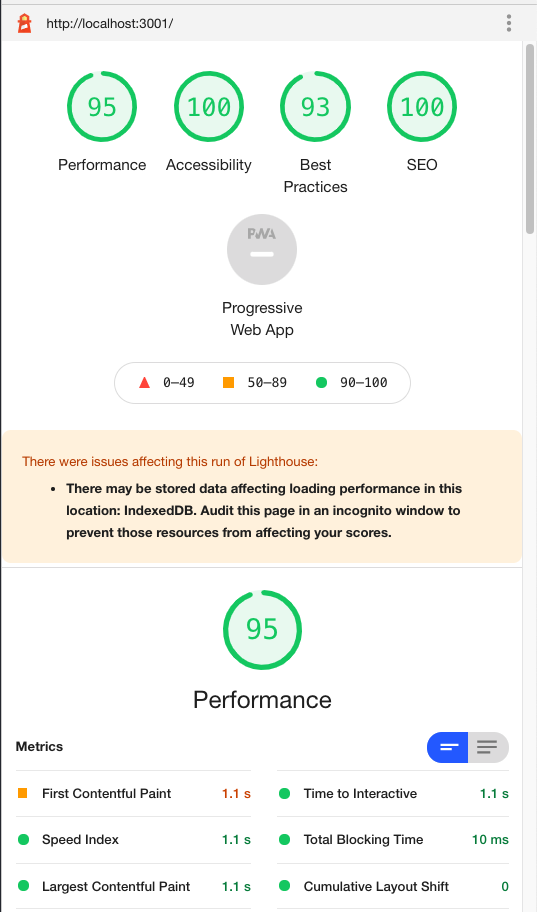 http://localhost:3001/
95
100
93
100
Performance
Accessibility
Best
Practices
SEO
PWA
Progressive
Web App
0–49
50–89
90–100
There were issues affecting this run of Lighthouse:
• There may be stored data affecting loading performance in this
location: IndexedDB. Audit this page in an incognito window to
prevent those resources from affecting your scores.
95
Performance
Metrics
First Contentful Paint 1.1 s
Time to Interactive 1.1 s
Speed Index 1.1 s
Total Blocking Time 10 ms
Largest Contentful Paint 1.1 s
Cumulative Layout Shift 0